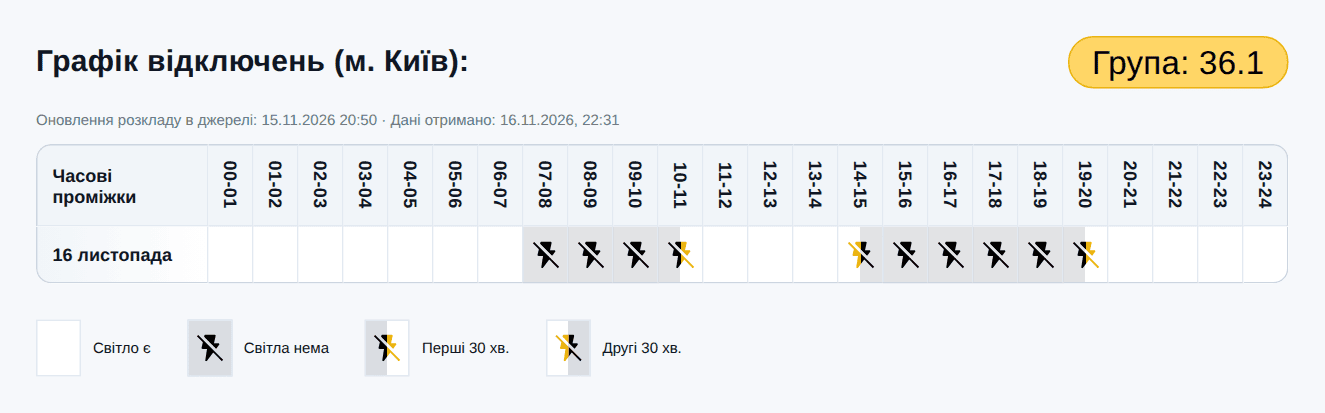 Графік відключень (м. Київ):
Група: 36.1
Оновлення розкладу в джерелі: 15.11.2026 20:50 · Дані отримано: 16.11.2026, 22:31
Часові
проміжки
00-01
01-02
02-03
03-04
04-05
05-06
06-07
07-08
08-09
09-10
10-11
11-12
12-13
13-14
14-15
15-16
16-17
17-18
18-19
19-20
20-21
21-22
22-23
23-24
16 листопада
Світло є
Світла нема
Перші 30 хв.
Другі 30 хв.